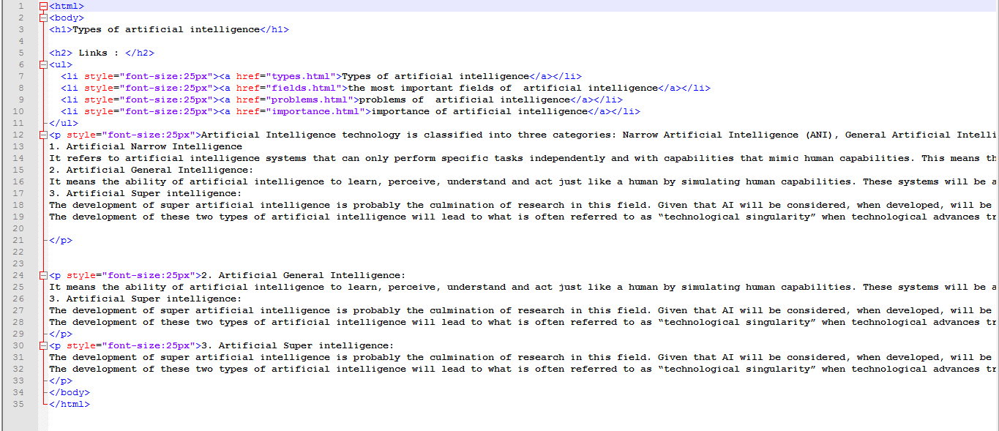 1 <html>
2 <body>
3 <h1>Types of artificial intelligence</h1>
4
5 <h2> Links : </h2>
6 <ul>
7   <li style="font-size:25px"><a href="types.html">Types of artificial intelligence</a></li>
8   <li style="font-size:25px"><a href="fields.html">the most important fields of  artificial intelligence</a></li>
9   <li style="font-size:25px"><a href="problems.html">problems of  artificial intelligence</a></li>
10   <li style="font-size:25px"><a href="importance.html">importance of artificial intelligence</a></li>
11 </ul>
12 <p style="font-size:25px">Artificial Intelligence technology is classified into three categories: Narrow Artificial Intelligence (ANI), General Artificial Intelli
13 1. Artificial Narrow Intelligence
14 It refers to artificial intelligence systems that can only perform specific tasks independently and with capabilities that mimic human capabilities. This means th
15 2. Artificial General Intelligence:
16 It means the ability of artificial intelligence to learn, perceive, understand and act just like a human by simulating human capabilities. These systems will be a
17 3. Artificial Super intelligence:
18 The development of super artificial intelligence is probably the culmination of research in this field. Given that AI will be considered, when developed, will be
19 The development of these two types of artificial intelligence will lead to what is often referred to as “technological singularity” when technological advances tr
20
21 </p>
22
23
24 <p style="font-size:25px">2. Artificial General Intelligence:
25 It means the ability of artificial intelligence to learn, perceive, understand and act just like a human by simulating human capabilities. These systems will be a
26 3. Artificial Super intelligence:
27 The development of super artificial intelligence is probably the culmination of research in this field. Given that AI will be considered, when developed, will be
28 The development of these two types of artificial intelligence will lead to what is often referred to as “technological singularity” when technological advances tr
29 </p>
30 <p style="font-size:25px">3. Artificial Super intelligence:
31 The development of super artificial intelligence is probably the culmination of research in this field. Given that AI will be considered, when developed, will be
32 The development of these two types of artificial intelligence will lead to what is often referred to as “technological singularity” when technological advances tr
33 </p>
34 </body>
35 </html>